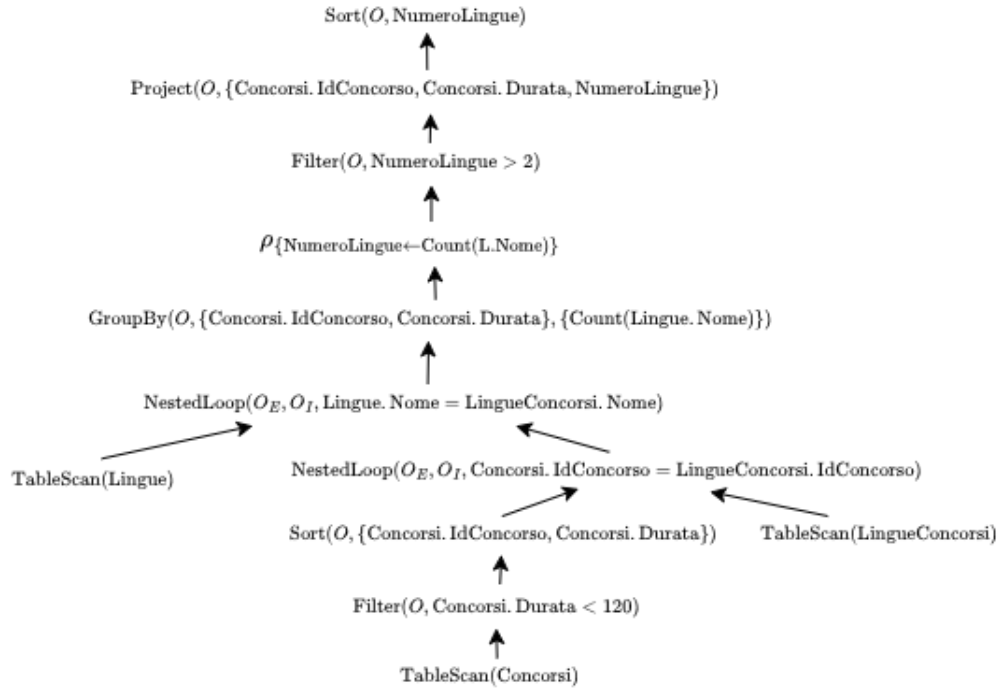 Sort(O, NumeroLingue)
Project(O, {Concorsi. IdConcorso, Concorsi. Durata, NumeroLingue})
Filter(O, NumeroLingue > 2)
ρ{NumeroLingue←Count(L.Nome)}
GroupBy(O, {Concorsi. IdConcorso, Concorsi. Durata}, {Count(Lingue. Nome)})
NestedLoop(O_E, O_I, Lingue. Nome = LingueConcorsi. Nome)
TableScan(Lingue)
NestedLoop(O_E, O_I, Concorsi. IdConcorso = LingueConcorsi. IdConcorso)
Sort(O, {Concorsi. IdConcorso, Concorsi. Durata})
TableScan(LingueConcorsi)
Filter(O, Concorsi. Durata < 120)
TableScan(Concorsi)